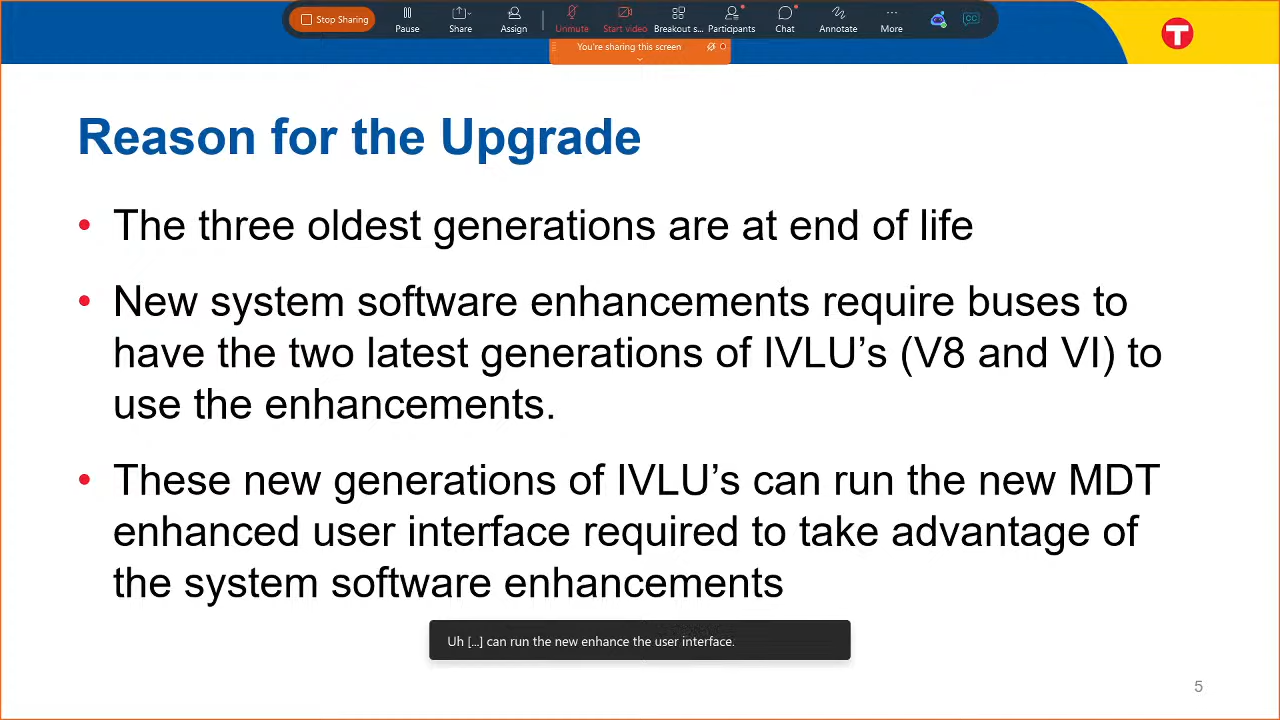 Stop Sharing
Pause
Share
Assign
Unmute
Start video
Breakout s...
Participants
Chat
Annotate
More
CC
T
You're sharing this screen
Reason for the Upgrade
• The three oldest generations are at end of life
• New system software enhancements require buses to
have the two latest generations of IVLU’s (V8 and VI) to
use the enhancements.
• These new generations of IVLU’s can run the new MDT
enhanced user interface required to take advantage of
the system software enhancements
Uh [...] can run the new enhance the user interface.
5